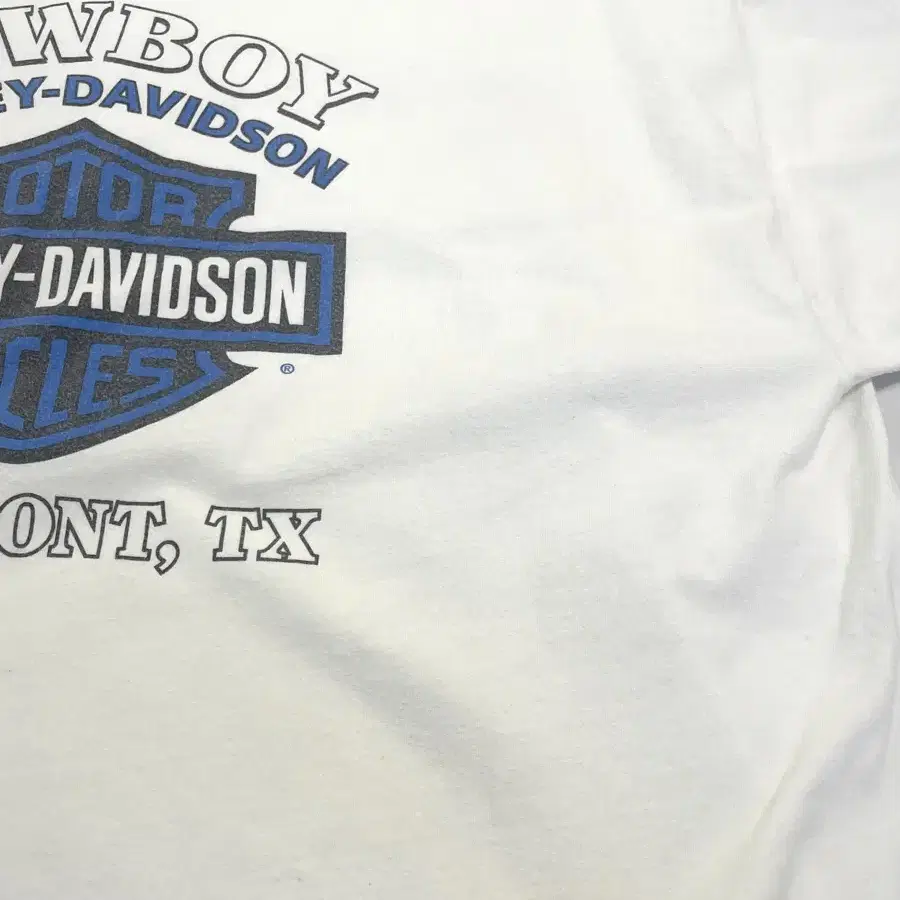 WBOY
EY-DAVIDSON
OTOR
Y-DAVIDSON
CLES
®
ONT, TX